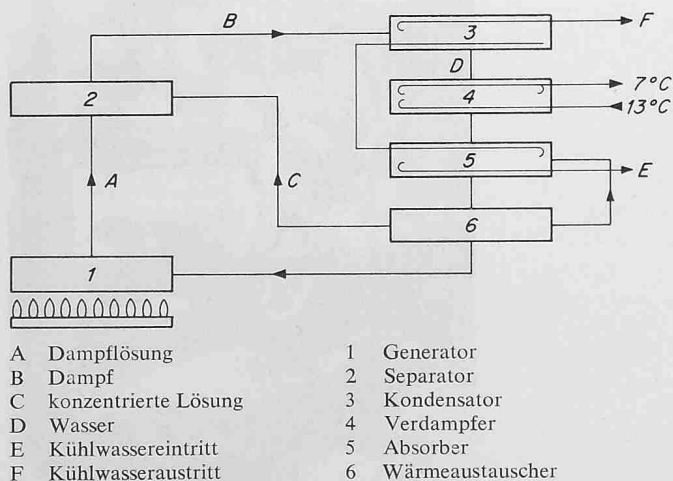 B
3
F
D
2
4
7°C
13°C
A
C
5
E
6
1
A Dampflösung
B Dampf
C konzentrierte Lösung
D Wasser
E Kühlwassereintritt
F Kühlwasseraustritt
1 Generator
2 Separator
3 Kondensator
4 Verdampfer
5 Absorber
6 Wärmeaustauscher